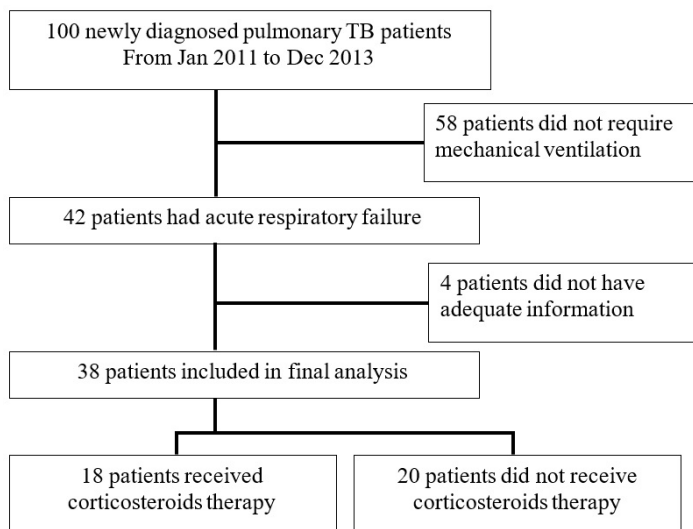 100 newly diagnosed pulmonary TB patients
From Jan 2011 to Dec 2013
58 patients did not require
mechanical ventilation
42 patients had acute respiratory failure
4 patients did not have
adequate information
38 patients included in final analysis
18 patients received
corticosteroids therapy
20 patients did not receive
corticosteroids therapy